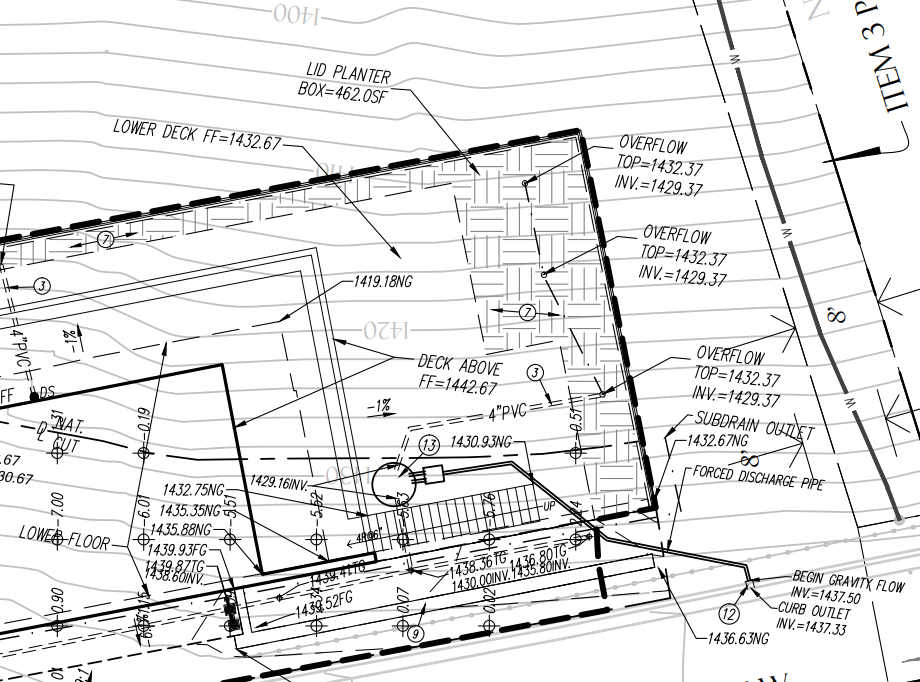 1400
ITEM 3 P
W
LID PLANTER
BOX=462.0SF
LOWER DECK FF=1432.67
OVERFLOW
TOP=1432.37
INV.=1429.37
OVERFLOW
TOP=1432.37
INV.=1429.37
W
7
3
1419.18NG
7
8'
1420
-1%
4"PVC
DECK ABOVE
FF=1442.67
OVERFLOW
TOP=1432.37
INV.=1429.37
3
FF
DS
-1%
4"PVC
W
SUBDRAIN OUTLET
1432.67NG
-0.19
-0.51
NAT.
CUT
13
1430.93NG
8'
FORCED DISCHARGE PIPE
.67
30.67
1432.75NG
1429.16INV.
1435.35NG
1435.88NG
-7.00
-6.01
-5.51
-5.52
-5.76
UP
LOWER FLOOR
1439.93FG
1439.87TG
1438.60INV.
1439.41TG
1438.36TG
1436.80TG
1430.00INV.
1435.80INV.
1439.52FG
0.90
0.07
0.02
9
BEGIN GRAVITY FLOW
INV.=1437.50
CURB OUTLET
INV.=1437.33
12
1436.63NG